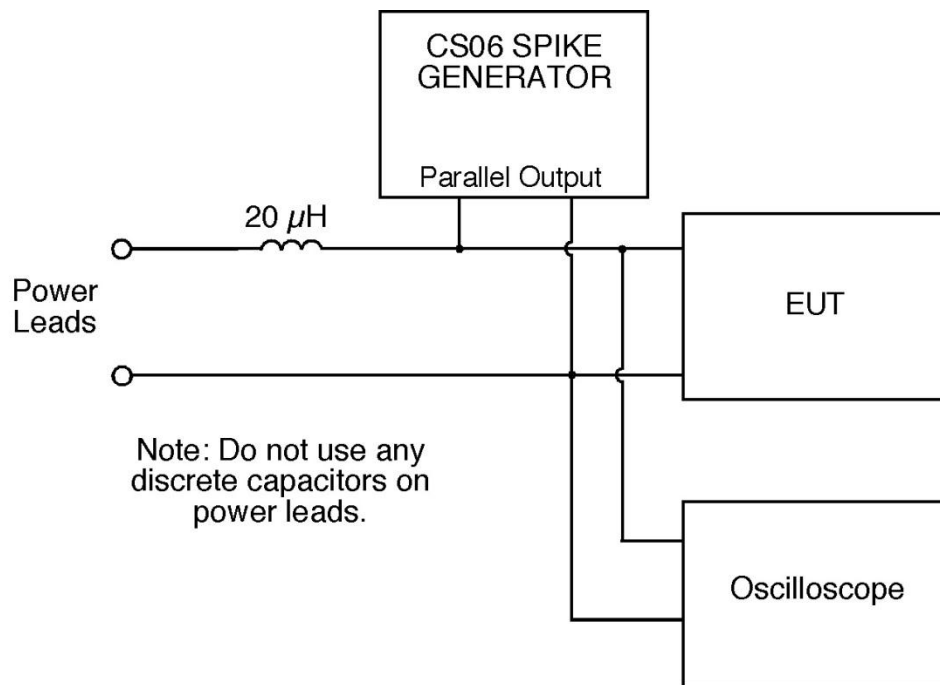 CS06 SPIKE
GENERATOR
Parallel Output
20 μH
Power
Leads
EUT
Note: Do not use any
discrete capacitors on
power leads.
Oscilloscope